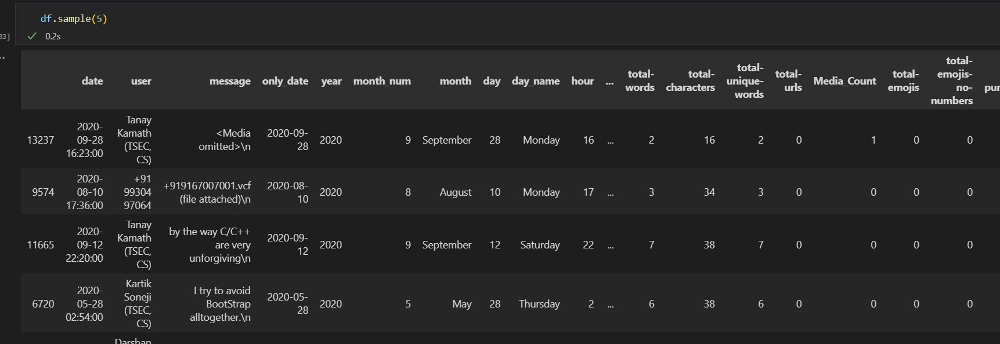 df.sample(5)
33]
0.2s
..
date user message only_date year month_num month day day_name hour ... total-words total-characters total-unique-words total-urls Media_Count total-emojis total-emojis-no-numbers
13237 2020-09-28 16:23:00 Tanay Kamath (TSEC, CS) <Media omitted>\n 2020-09-28 2020 9 September 28 Monday 16 ... 2 16 2 0 1 0 0
9574 2020-08-10 17:36:00 +91 99304 97064 +919167007001.vcf (file attached)\n 2020-08-10 2020 8 August 10 Monday 17 ... 3 34 3 0 0 0 0
11665 2020-09-12 22:20:00 Tanay Kamath (TSEC, CS) by the way C/C++ are very unforgiving\n 2020-09-12 2020 9 September 12 Saturday 22 ... 7 38 7 0 0 0 0
6720 2020-05-28 02:54:00 Kartik Soneji (TSEC, CS) I try to avoid BootStrap alltogether.\n 2020-05-28 2020 5 May 28 Thursday 2 ... 6 38 6 0 0 0 0
Darshan